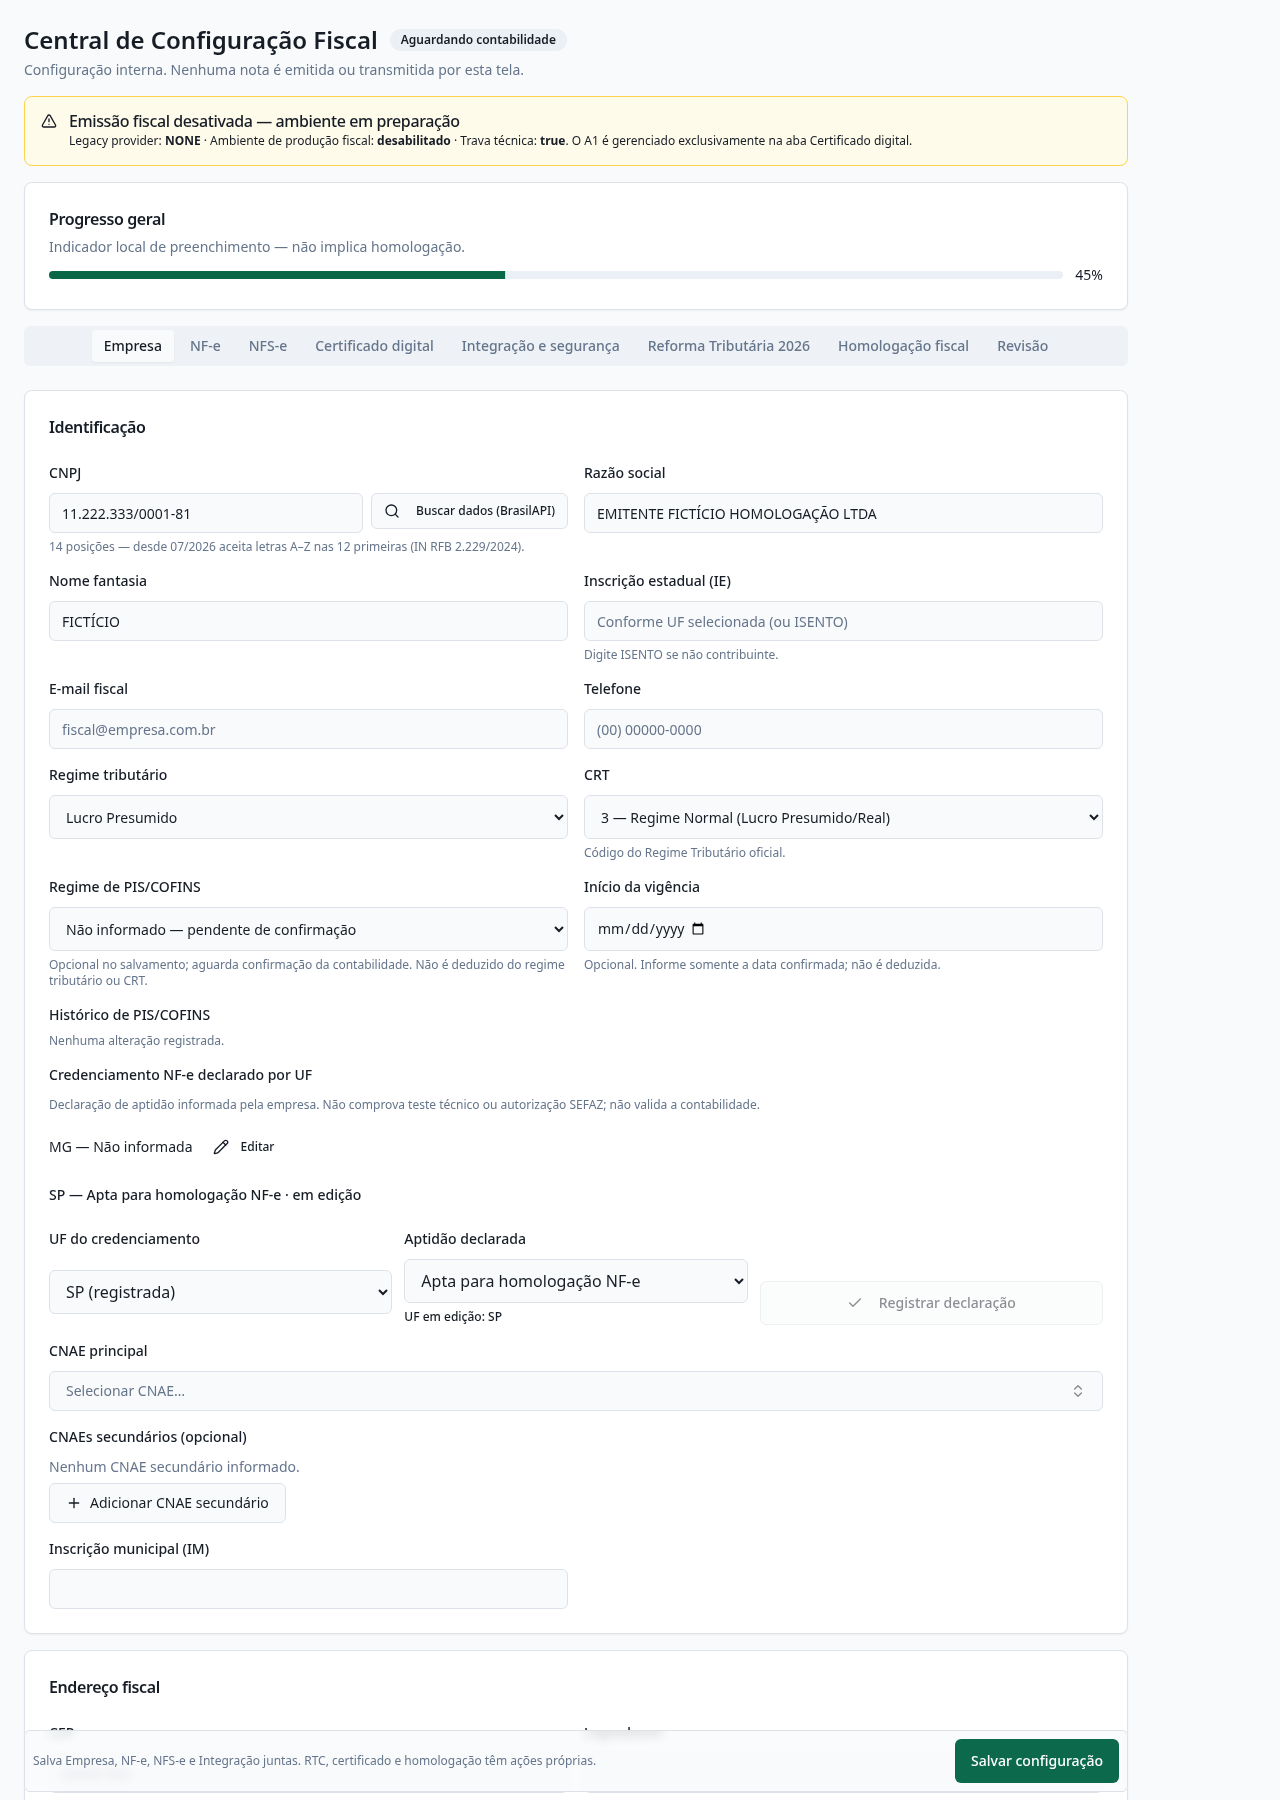 Central de Configuração Fiscal
Aguardando contabilidade
Configuração interna. Nenhuma nota é emitida ou transmitida por esta tela.
Emissão fiscal desativada — ambiente em preparação
Legacy provider: NONE · Ambiente de produção fiscal: desabilitado · Trava técnica: true. O A1 é gerenciado exclusivamente na aba Certificado digital.
Progresso geral
Indicador local de preenchimento — não implica homologação.
45%
Empresa NF-e NFS-e Certificado digital Integração e segurança Reforma Tributária 2026 Homologação fiscal Revisão
Identificação
CNPJ
11.222.333/0001-81
Buscar dados (BrasilAPI)
14 posições — desde 07/2026 aceita letras A–Z nas 12 primeiras (IN RFB 2.229/2024).
Razão social
EMITENTE FICTÍCIO HOMOLOGAÇÃO LTDA
Nome fantasia
FICTÍCIO
Inscrição estadual (IE)
Conforme UF selecionada (ou ISENTO)
Digite ISENTO se não contribuinte.
E-mail fiscal
fiscal@empresa.com.br
Telefone
(00) 00000-0000
Regime tributário
Lucro Presumido
CRT
3 — Regime Normal (Lucro Presumido/Real)
Código do Regime Tributário oficial.
Regime de PIS/COFINS
Não informado — pendente de confirmação
Opcional no salvamento; aguarda confirmação da contabilidade. Não é deduzido do regime
tributário ou CRT.
Início da vigência
mm/dd/yyyy
Opcional. Informe somente a data confirmada; não é deduzida.
Histórico de PIS/COFINS
Nenhuma alteração registrada.
Credenciamento NF-e declarado por UF
Declaração de aptidão informada pela empresa. Não comprova teste técnico ou autorização SEFAZ; não valida a contabilidade.
MG — Não informada
Editar
SP — Apta para homologação NF-e · em edição
UF do credenciamento
SP (registrada)
Aptidão declarada
Apta para homologação NF-e
UF em edição: SP
Registrar declaração
CNAE principal
Selecionar CNAE...
CNAEs secundários (opcional)
Nenhum CNAE secundário informado.
Adicionar CNAE secundário
Inscrição municipal (IM)
Endereço fiscal
Salva Empresa, NF-e, NFS-e e Integração juntas. RTC, certificado e homologação têm ações próprias.
Salvar configuração